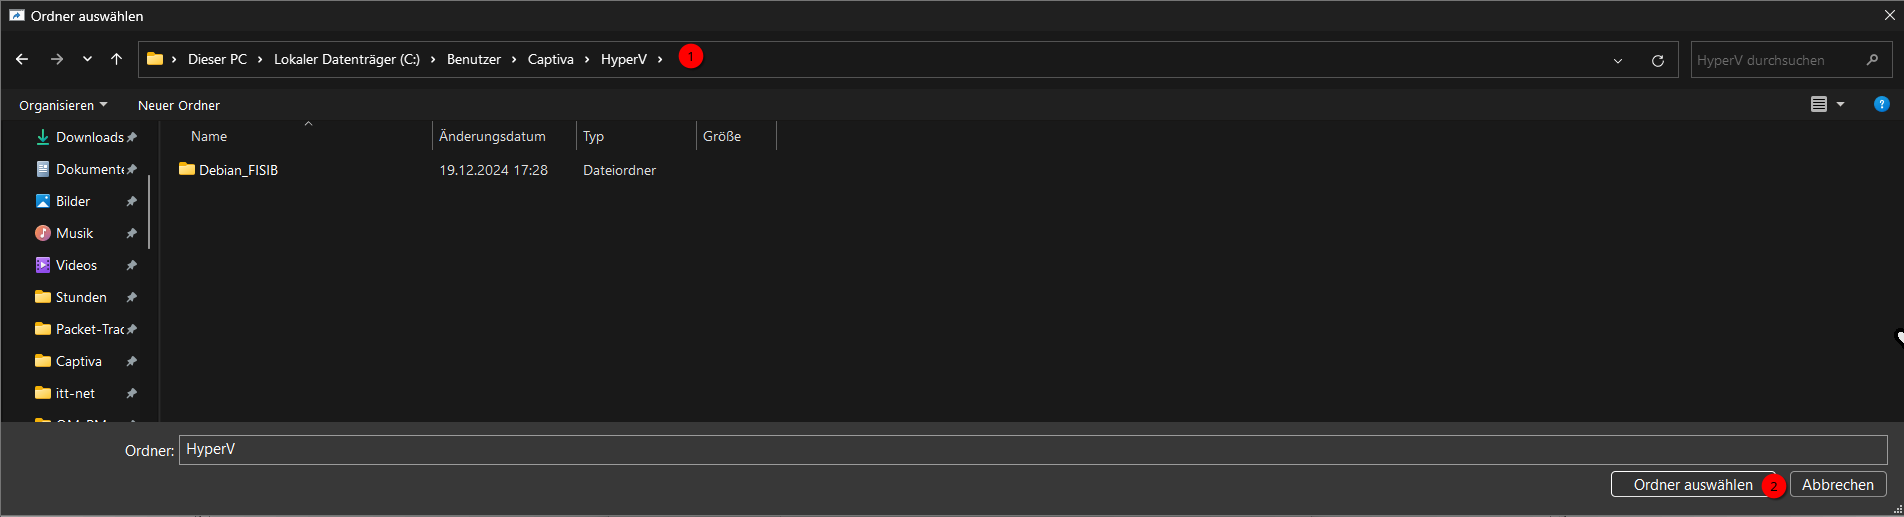 Ordner auswählen
Dieser PC > Lokaler Datenträger (C:) > Benutzer > Captiva > HyperV >
1
HyperV durchsuchen
Organisieren
Neuer Ordner
?
Name
Änderungsdatum
Typ
Größe
Debian_FISIB
19.12.2024 17:28
Dateiordner
Downloads
Dokumente
Bilder
Musik
Videos
Stunden
Packet-Trac
Captiva
itt-net
Ordner:
HyperV
Ordner auswählen
2
Abbrechen